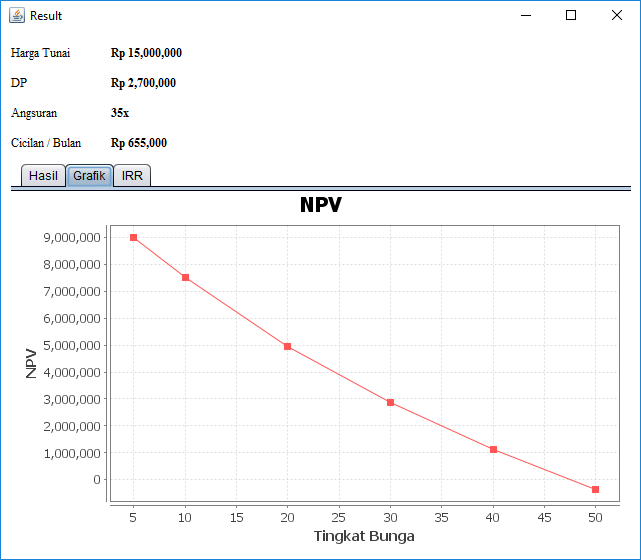 Result
Harga Tunai Rp 15,000,000
DP Rp 2,700,000
Angsuran 35x
Cicilan / Bulan Rp 655,000
Hasil Grafik IRR
NPV
9,000,000
8,000,000
7,000,000
6,000,000
5,000,000
4,000,000
3,000,000
2,000,000
1,000,000
0
NPV
5 10 15 20 25 30 35 40 45 50
Tingkat Bunga